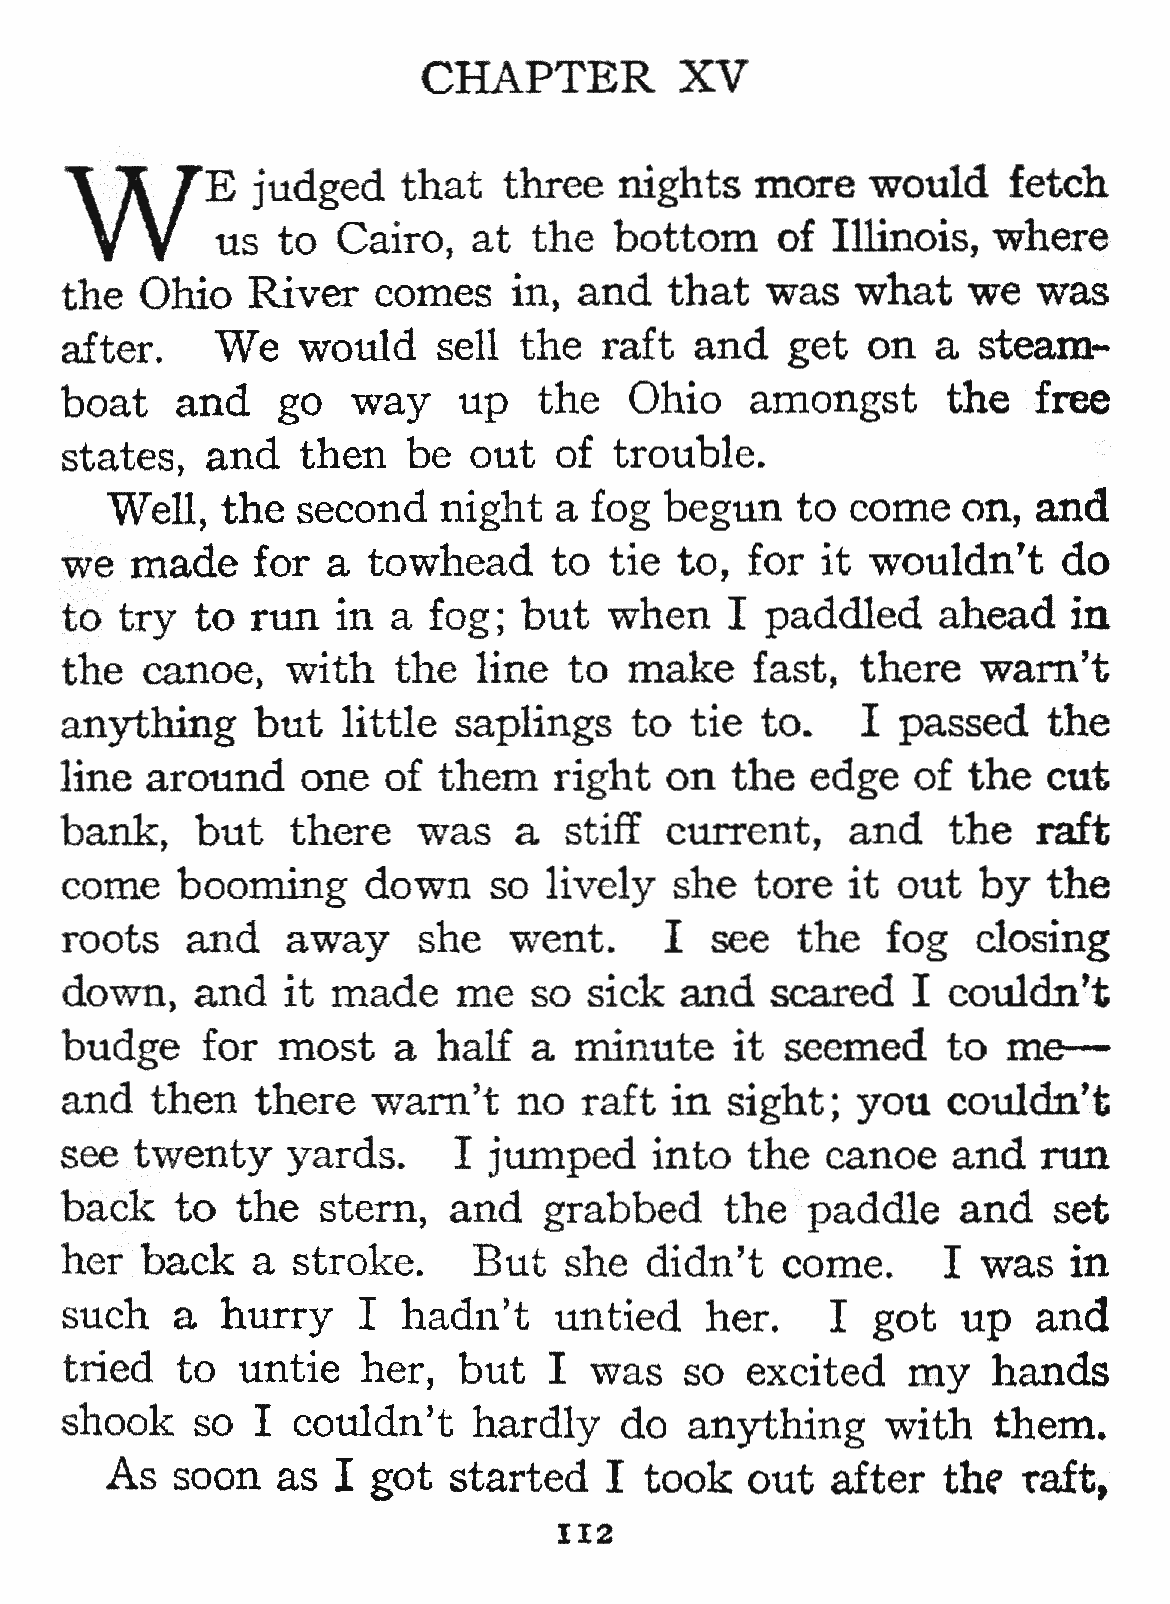 CHAPTER XV
WE judged that three nights more would fetch
us to Cairo, at the bottom of Illinois, where
the Ohio River comes in, and that was what we was
after. We would sell the raft and get on a steam-
boat and go way up the Ohio amongst the free
states, and then be out of trouble.
Well, the second night a fog begun to come on, and
we made for a towhead to tie to, for it wouldn't do
to try to run in a fog; but when I paddled ahead in
the canoe, with the line to make fast, there warn't
anything but little saplings to tie to. I passed the
line around one of them right on the edge of the cut
bank, but there was a stiff current, and the raft
come booming down so lively she tore it out by the
roots and away she went. I see the fog closing
down, and it made me so sick and scared I couldn't
budge for most a half a minute it seemed to me—
and then there warn't no raft in sight; you couldn't
see twenty yards. I jumped into the canoe and run
back to the stern, and grabbed the paddle and set
her back a stroke. But she didn't come. I was in
such a hurry I hadn't untied her. I got up and
tried to untie her, but I was so excited my hands
shook so I couldn't hardly do anything with them.
As soon as I got started I took out after the raft,
112